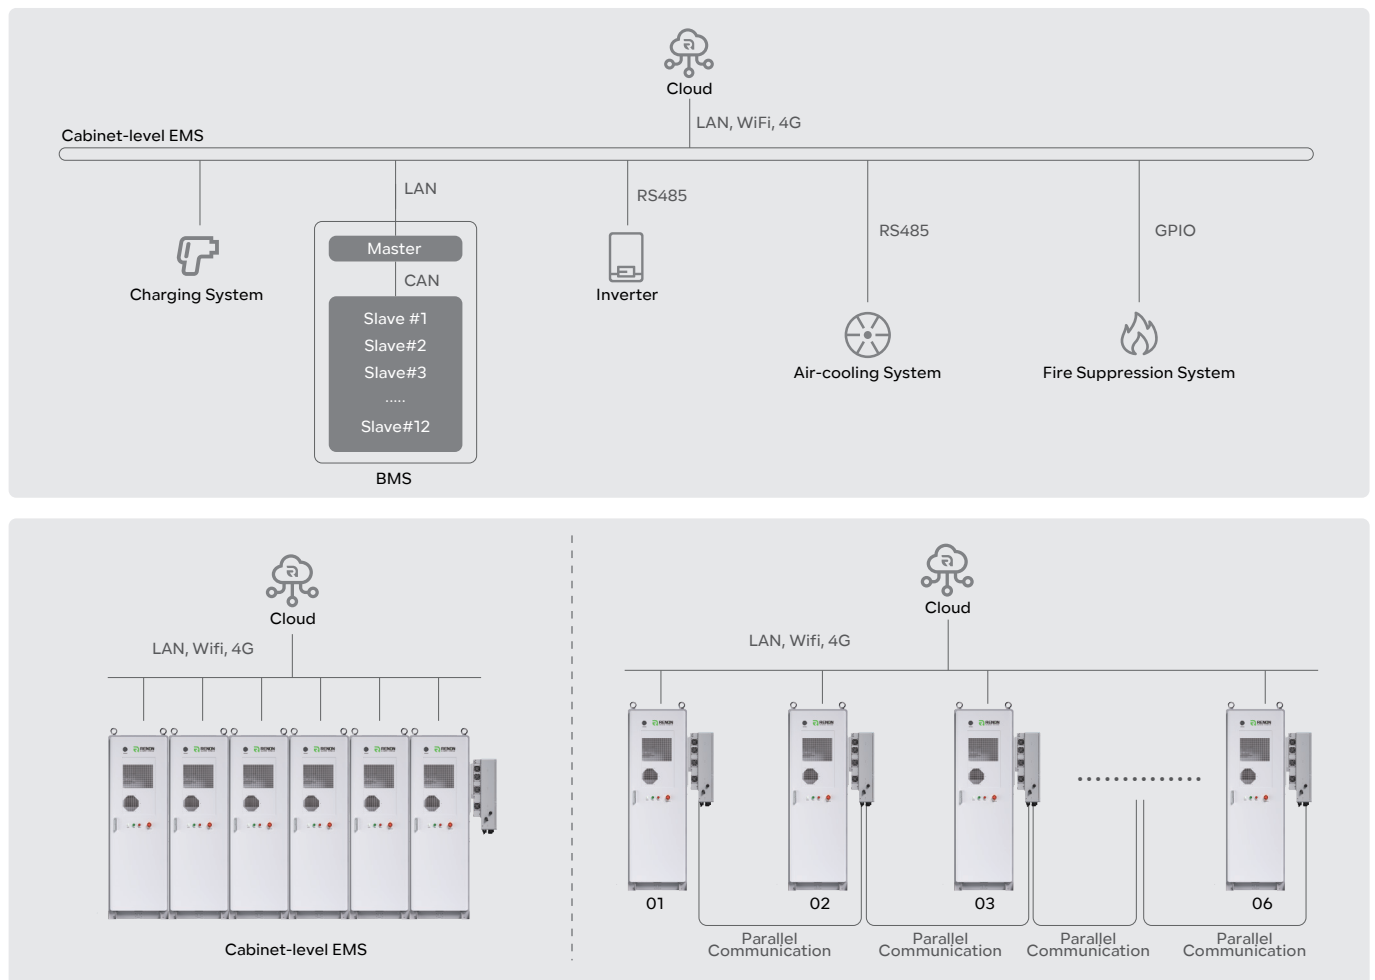 Cloud
LAN, WiFi, 4G
Cabinet-level EMS
LAN
RS485
RS485
GPIO
Master
CAN
Slave #1
Slave#2
Slave#3
.....
Slave#12
BMS
Charging System
Inverter
Air-cooling System
Fire Suppression System
Cloud
LAN, Wifi, 4G
Cabinet-level EMS
Cloud
LAN, Wifi, 4G
01
02
03
06
Parallel
Communication
Parallel
Communication
Parallel
Communication
Parallel
Communication